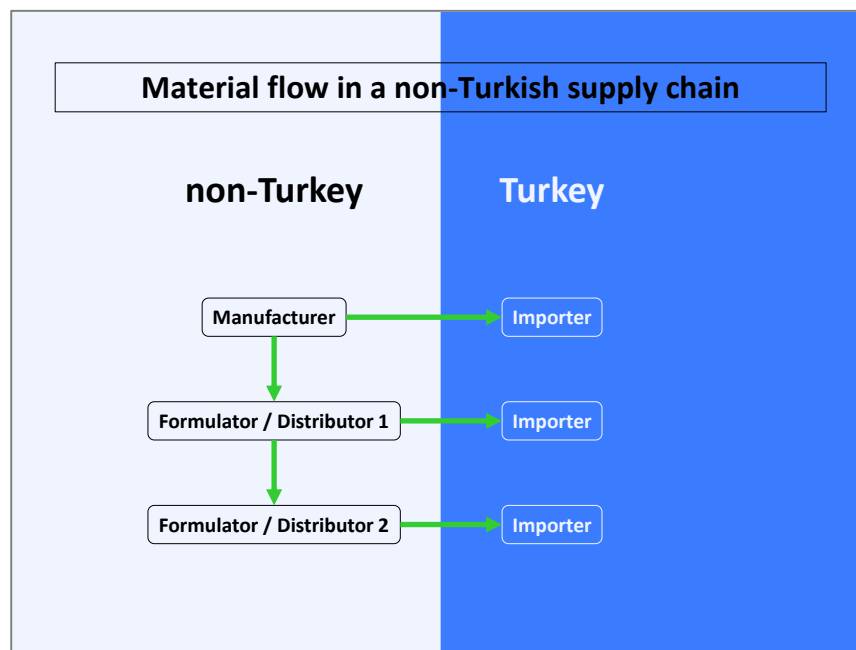 Material flow in a non-Turkish supply chain
non-Turkey
Turkey
Manufacturer
Importer
Formulator / Distributor 1
Importer
Formulator / Distributor 2
Importer